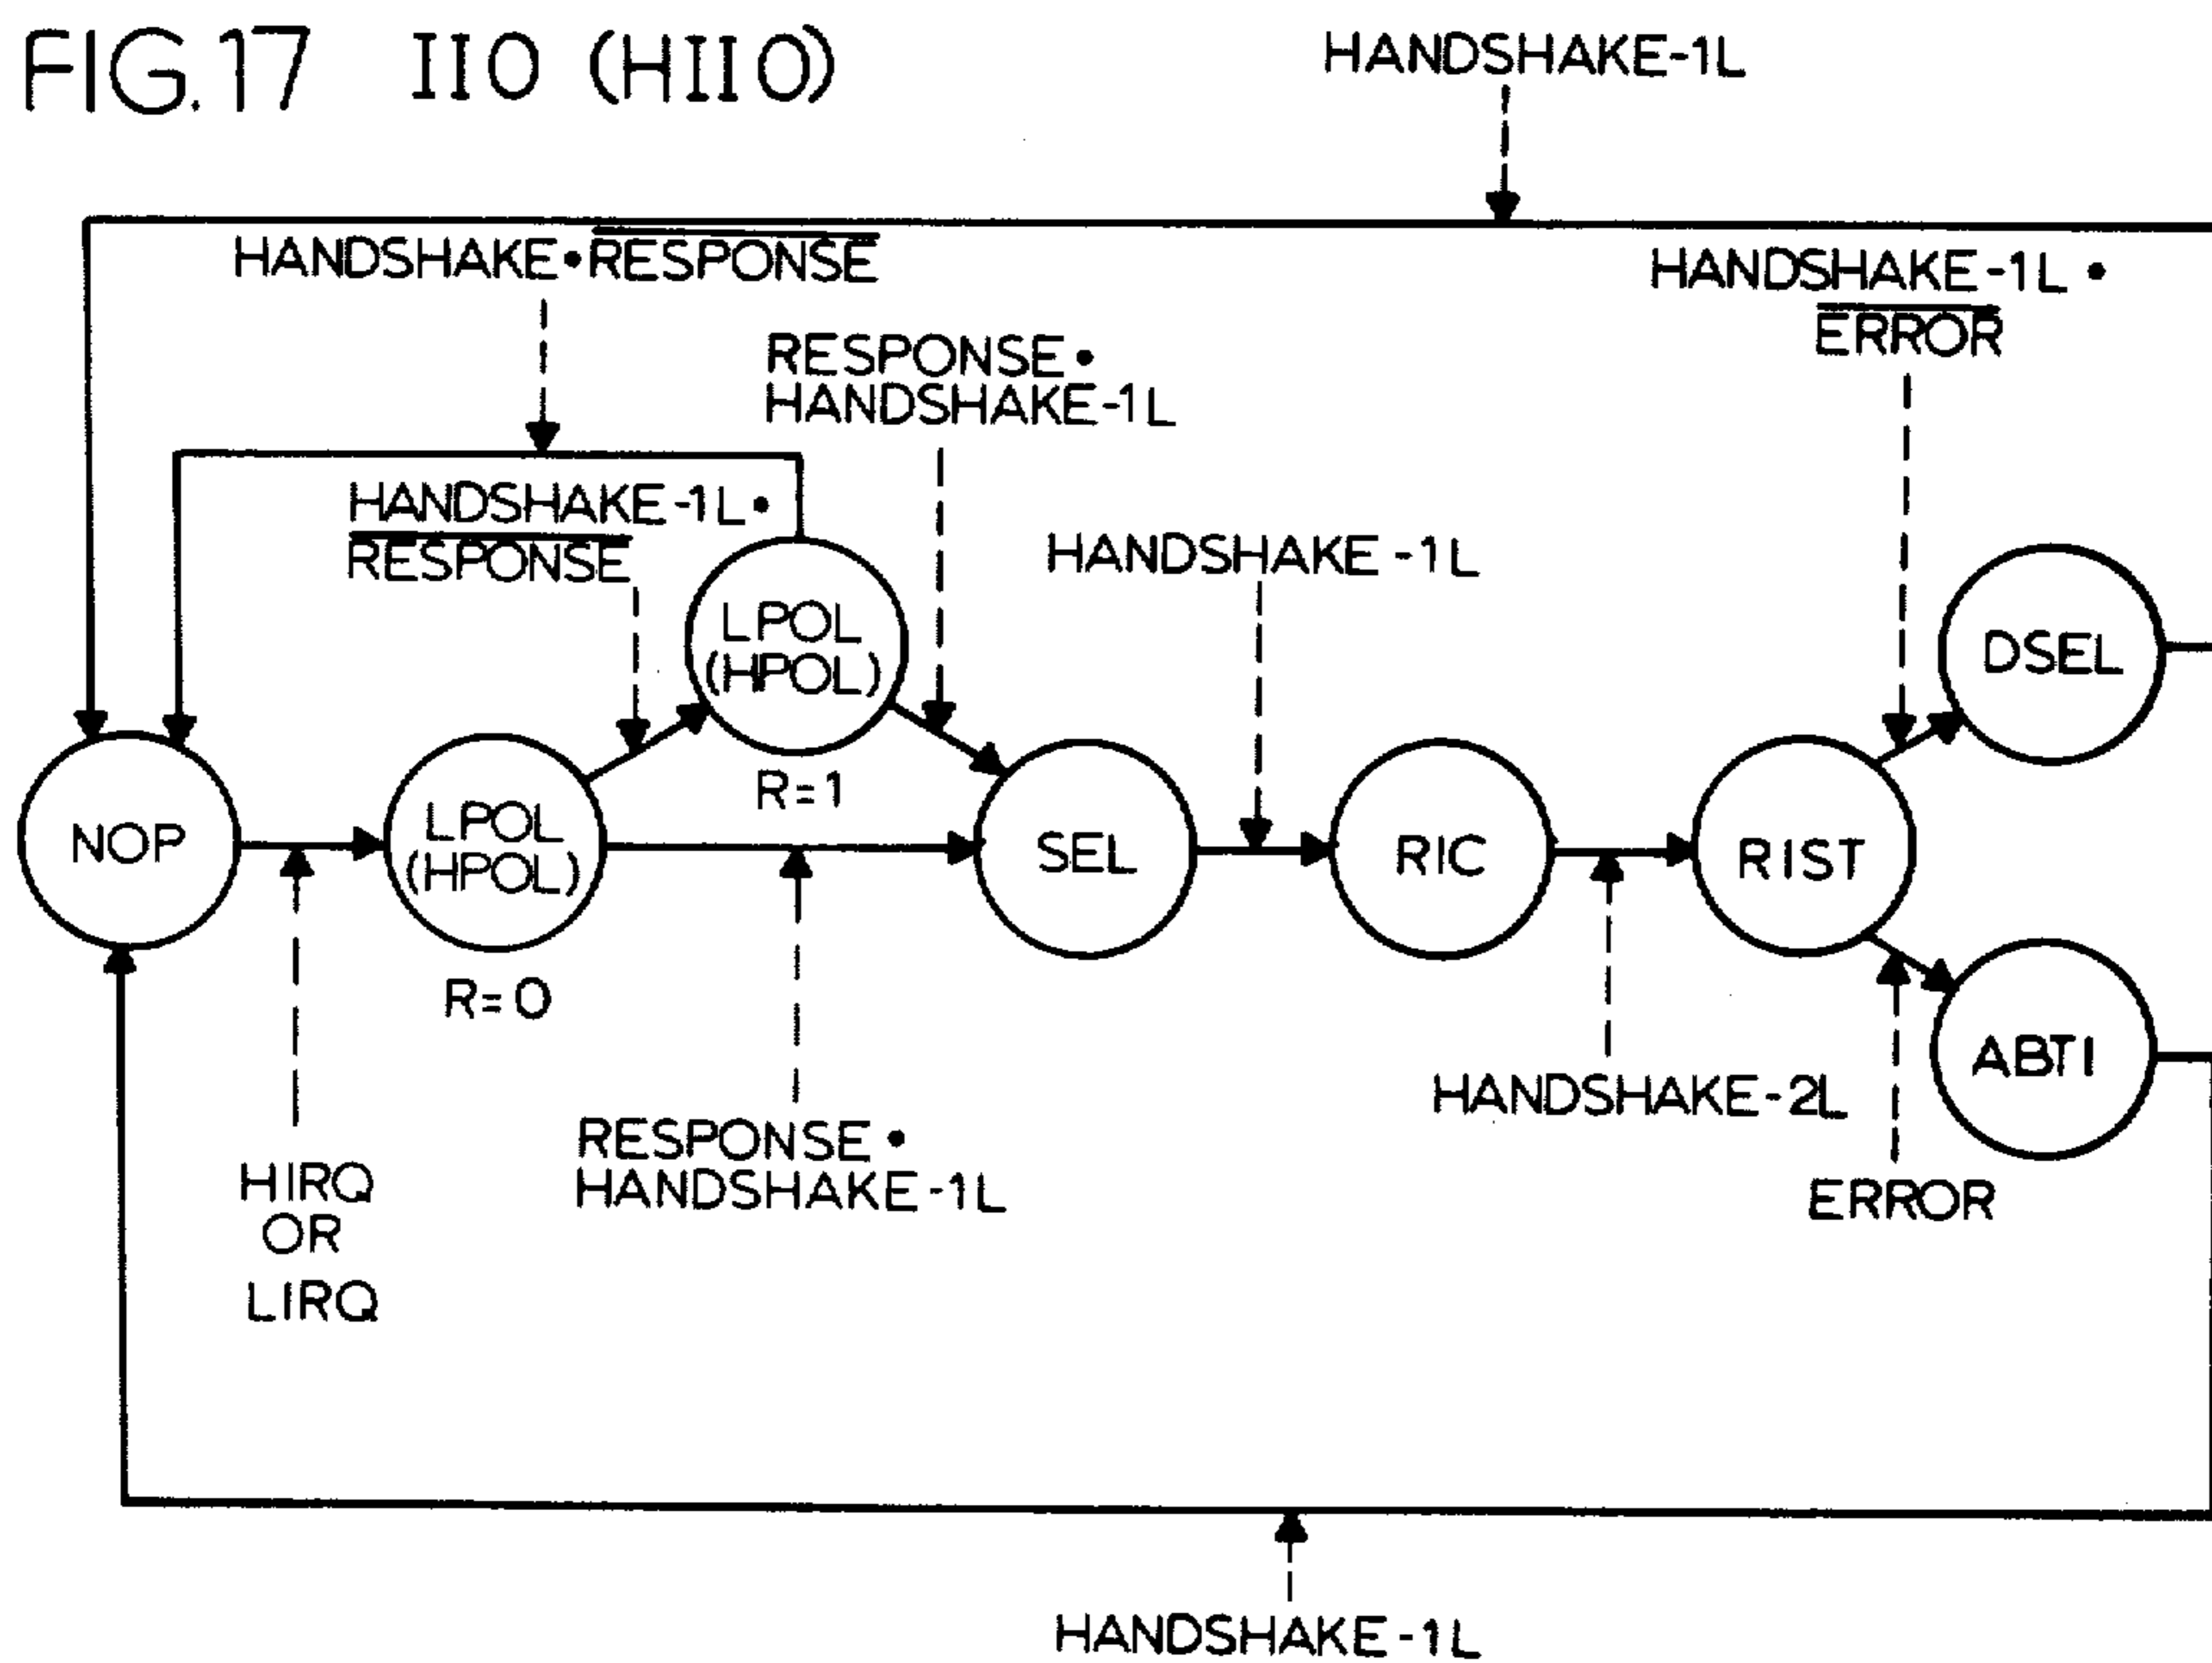 FIG.17 IIO (HIIO)
HANDSHAKE-1L
HANDSHAKE•RESPONSE
HANDSHAKE-1L •
ERROR
RESPONSE •
HANDSHAKE-1L
HANDSHAKE-1L •
RESPONSE
HANDSHAKE-1L
LPOL
(HPOL)
R=1
DSEL
NOP
LPOL
(HPOL)
R=0
SEL
RIC
RIST
ABTI
HANDSHAKE-2L
RESPONSE •
HANDSHAKE-1L
HIRQ
OR
LIRQ
ERROR
HANDSHAKE-1L